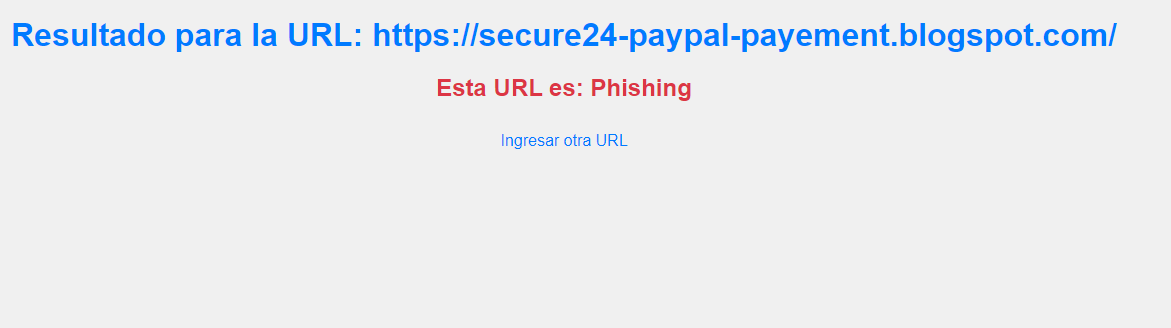 Resultado para la URL: https://secure24-paypal-payement.blogspot.com/
Esta URL es: Phishing
Ingresar otra URL